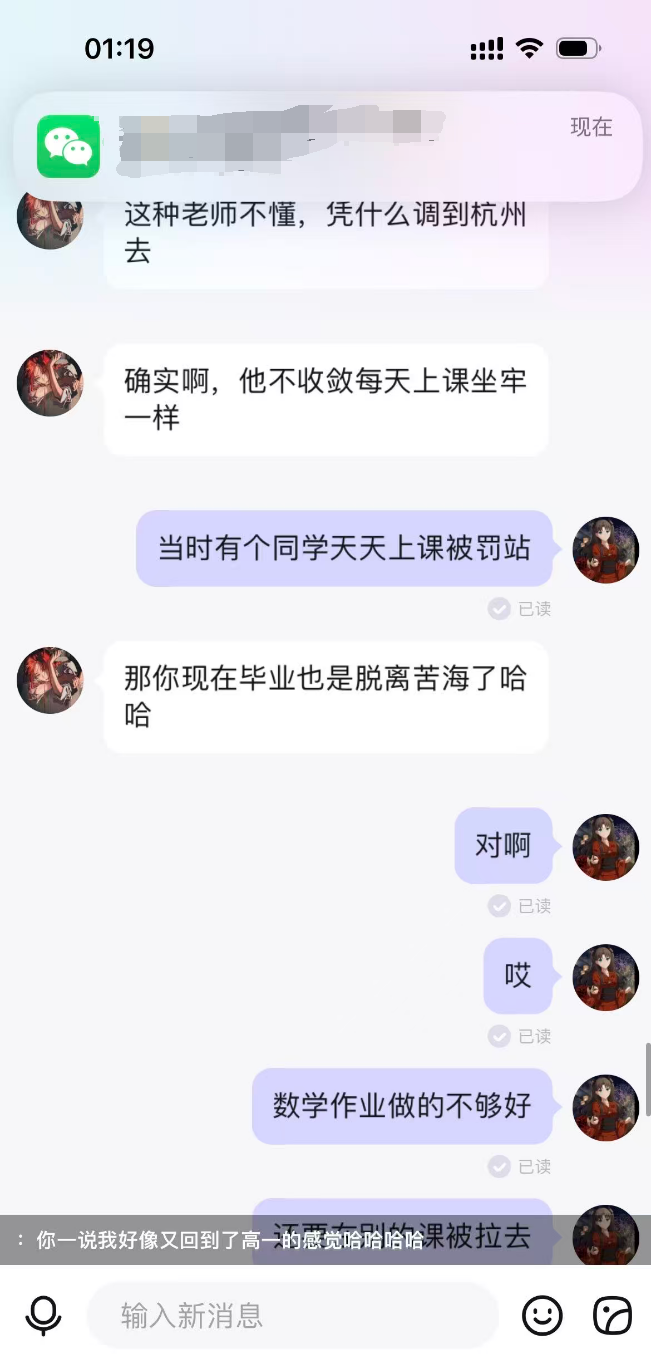 01:19
现在
这种老师不懂，凭什么调到杭州
去
确实啊，他不收敛每天上课坐牢
一样
当时有个同学天天上课被罚站
已读
那你现在毕业也是脱离苦海了哈
哈
对啊
已读
哎
已读
数学作业做的不够好
已读
还要在别的课被拉去
：你一说我好像又回到了高一的感觉哈哈哈哈
输入新消息